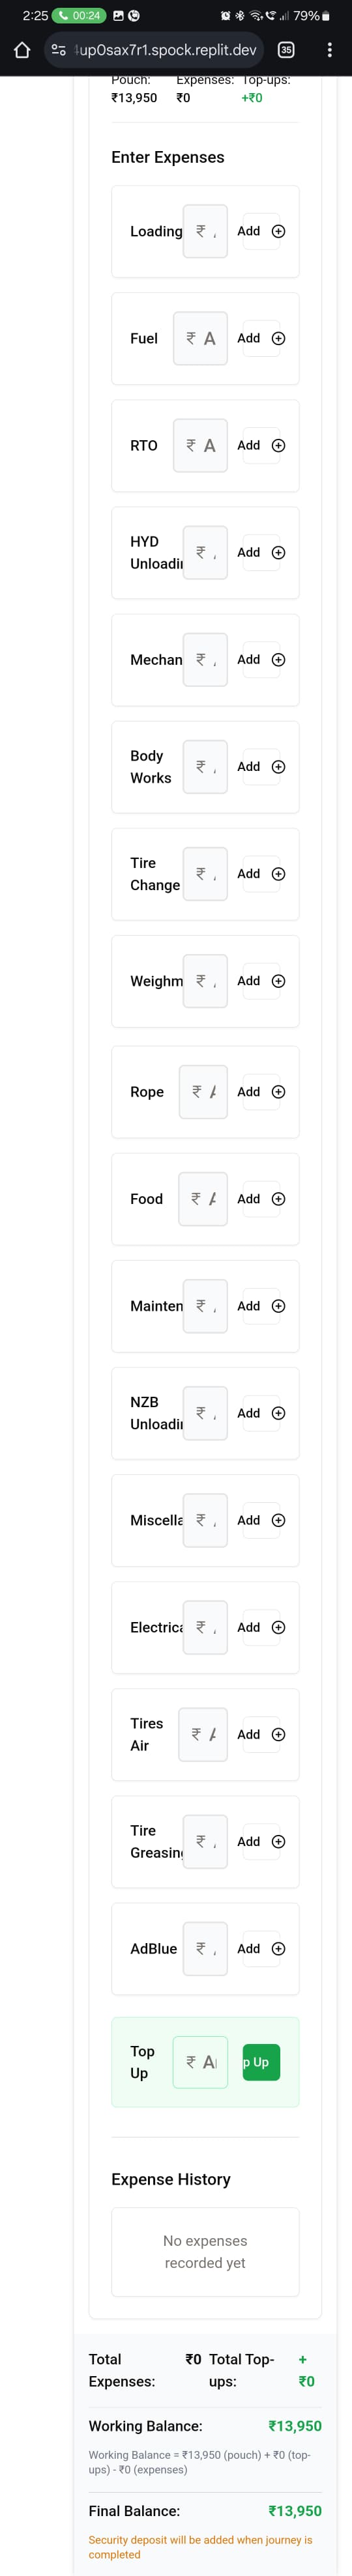 2:25 00:24 79%
4up0sax7r1.spock.replit.dev 35
Pouch: Expenses: Top-ups:
₹13,950 ₹0 +₹0
Enter Expenses
Loading ₹ Add
Fuel ₹ A Add
RTO ₹ A Add
HYD
Unloadin ₹ Add
Mechan ₹ Add
Body
Works ₹ Add
Tire
Change ₹ Add
Weighm ₹ Add
Rope ₹ Add
Food ₹ Add
Mainten ₹ Add
NZB
Unloadin ₹ Add
Miscella ₹ Add
Electrica ₹ Add
Tires
Air ₹ Add
Tire
Greasing ₹ Add
AdBlue ₹ Add
Top
Up ₹ A p Up
Expense History
No expenses
recorded yet
Total ₹0 Total Top- +
Expenses: ups: ₹0
Working Balance: ₹13,950
Working Balance = ₹13,950 (pouch) + ₹0 (top-
ups) - ₹0 (expenses)
Final Balance: ₹13,950
Security deposit will be added when journey is
completed